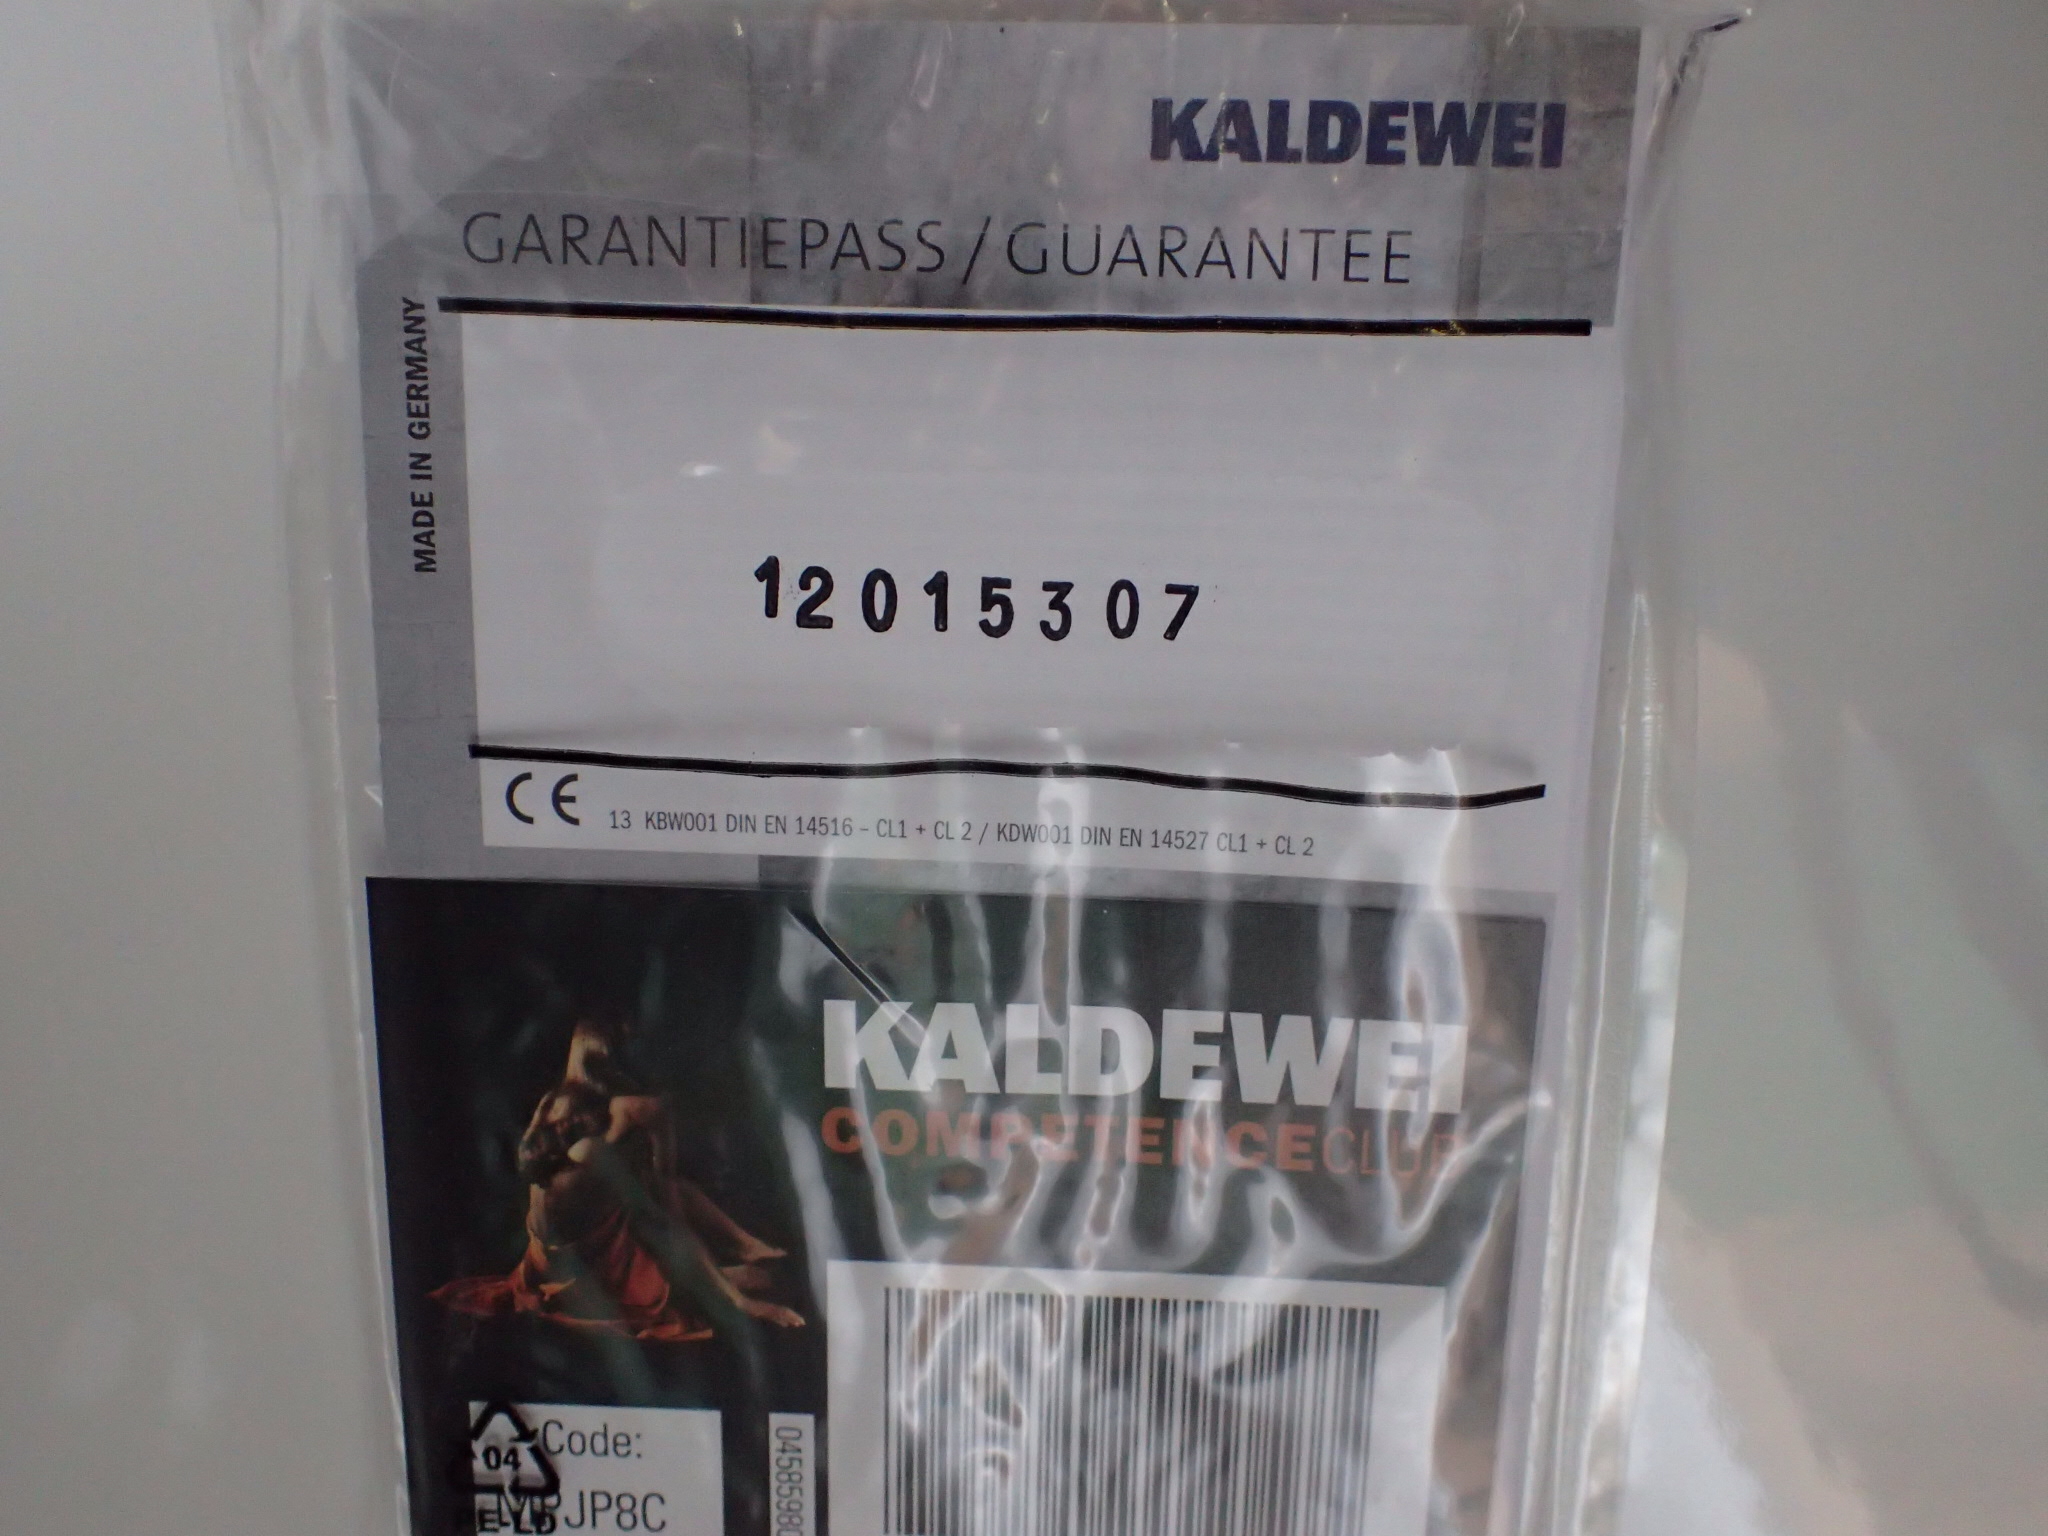 KALDEWEI
GARANTIEPASS / GUARANTEE
MADE IN GERMANY
12015307
CE 13 KBW001 DIN EN 14516 – CL1 + CL 2 / KDW001 DIN EN 14527 CL1 + CL 2
KALDEWEI
COMPETENCECLUB
Code:
04
JP8C